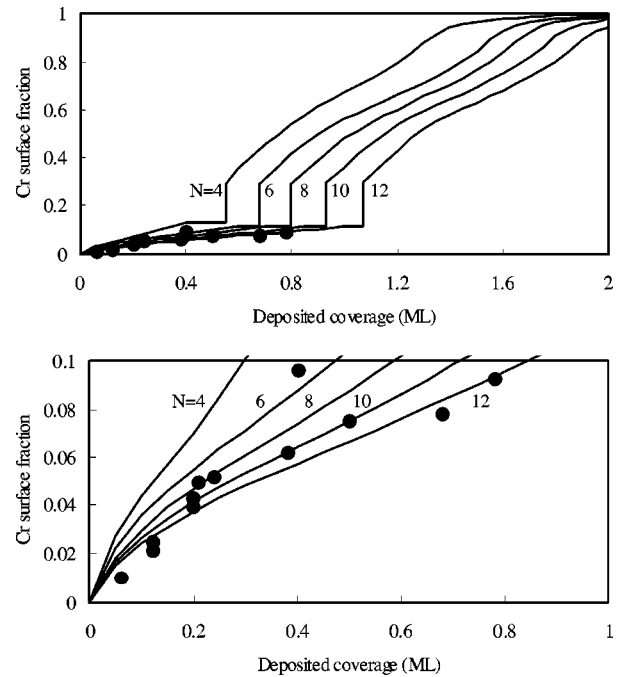 1
0.8
0.6
0.4
0.2
0
Cr surface fraction
N=4 6 8 10 12
0 0.4 0.8 1.2 1.6 2
Deposited coverage (ML)
0.1
0.08
0.06
0.04
0.02
0
Cr surface fraction
N=4 6 8 10 12
0 0.2 0.4 0.6 0.8 1
Deposited coverage (ML)